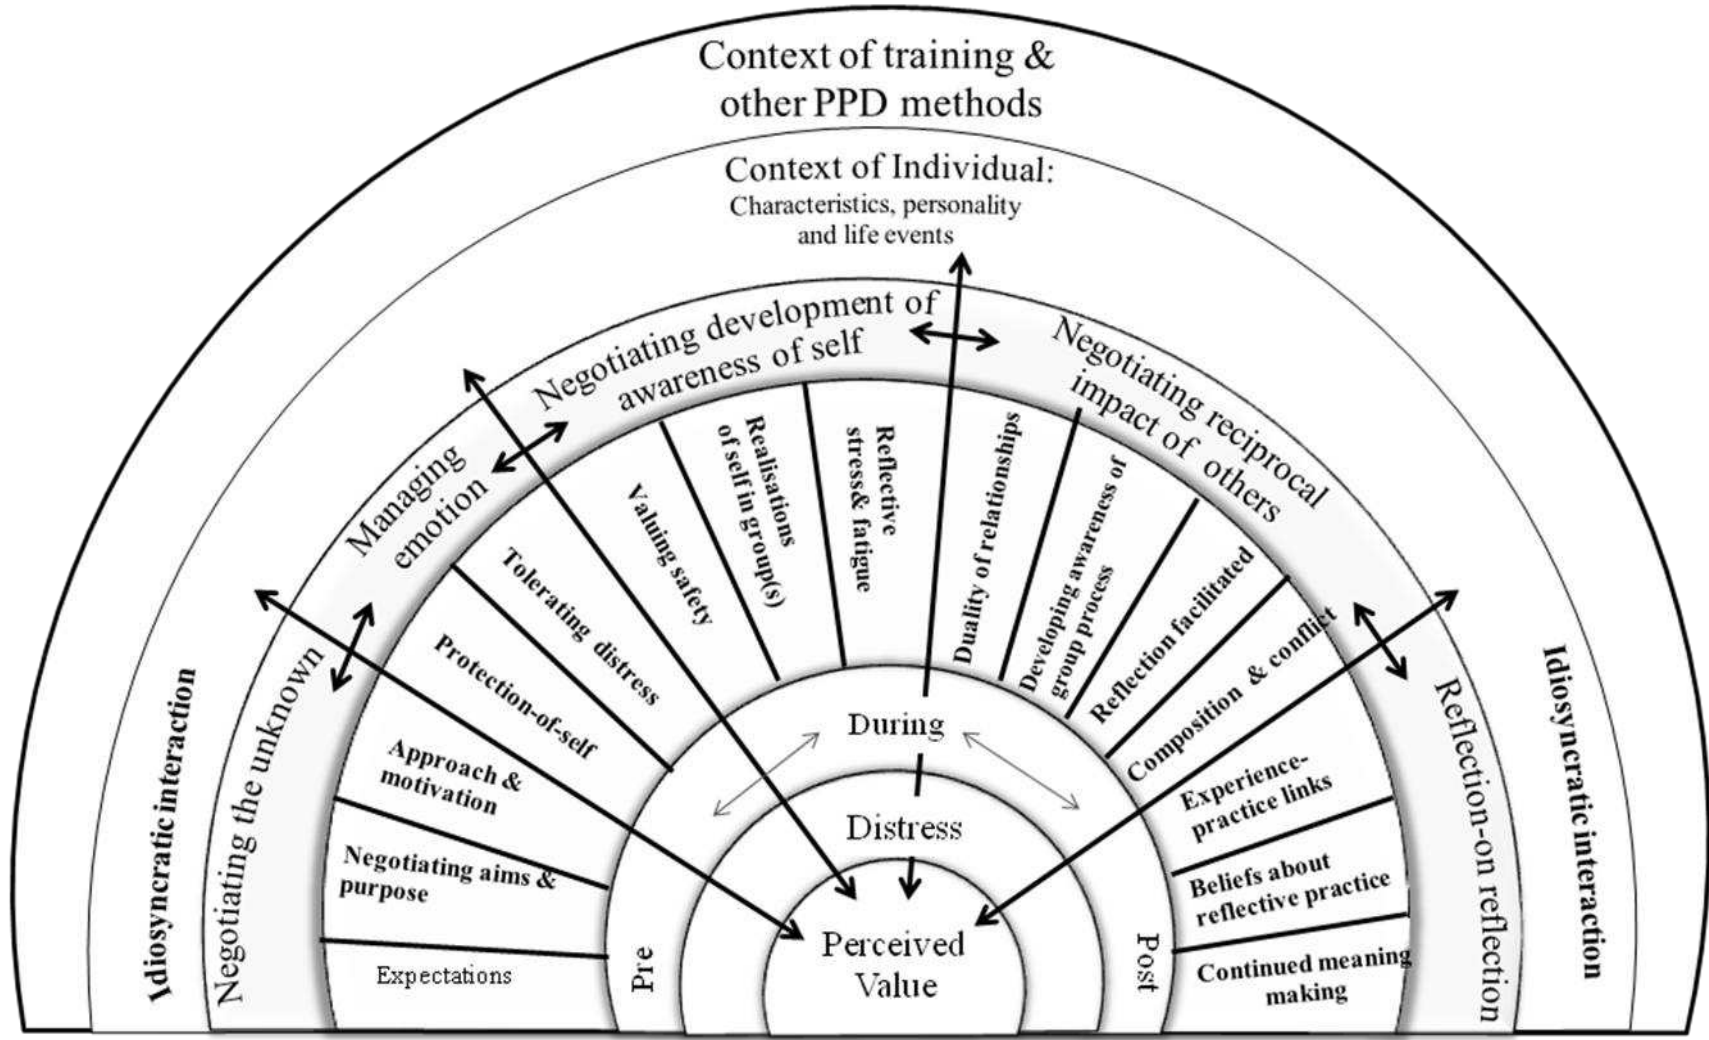 Context of training &
other PPD methods
Context of Individual:
Characteristics, personality
and life events
Idiosyncratic interaction
Negotiating the unknown
Managing
emotion
Negotiating development of
awareness of self
Negotiating reciprocal
impact of others
Reflection-on reflection
Idiosyncratic interaction
Expectations
Negotiating aims &
purpose
Approach &
motivation
Protection-of-self
Tolerating distress
Valuing safety
Realisations
of self in group(s)
Reflective
stress& fatigue
Duality of relationships
Developing awareness of
group process
Reflection facilitated
Composition & conflict
Experience-
practice links
Beliefs about
reflective practice
Continued meaning
making
Pre
During
Post
Distress
Perceived
Value